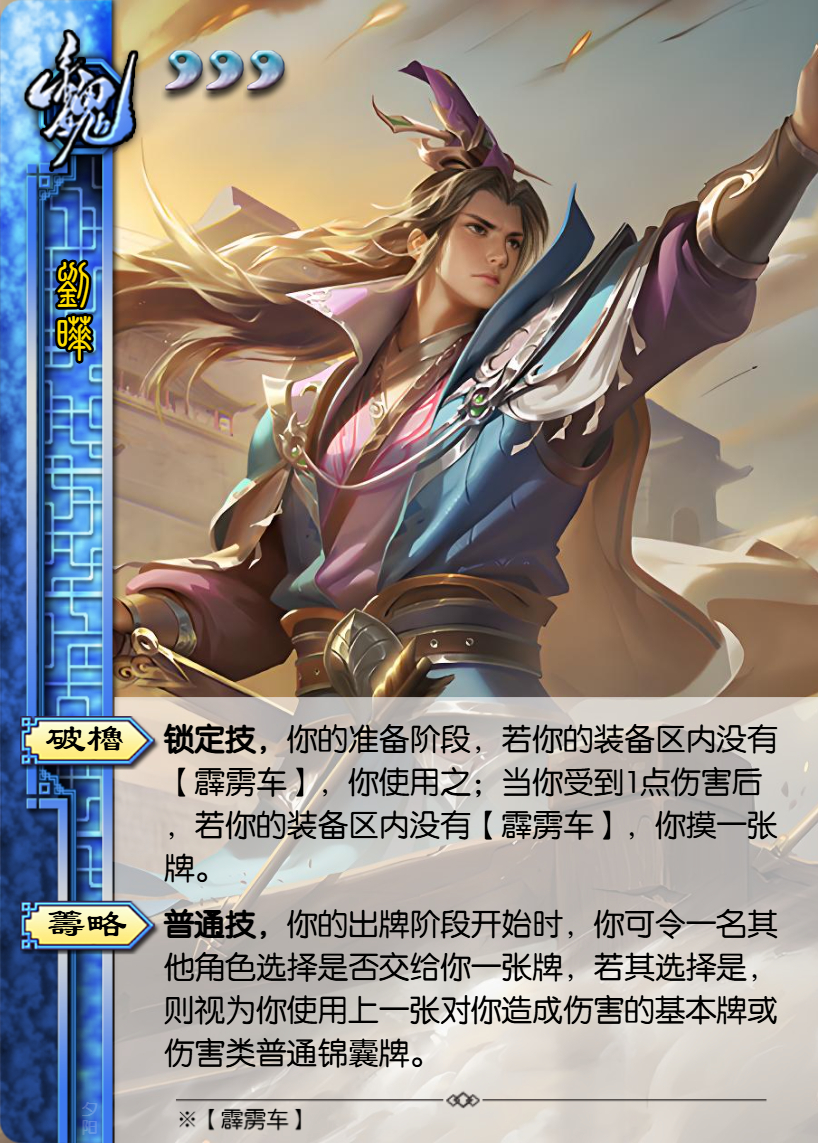 魏
劉曄
破櫓
锁定技，你的准备阶段，若你的装备区内没有
【霹雳车】，你使用之；当你受到1点伤害后
，若你的装备区内没有【霹雳车】，你摸一张
牌。
籌略
普通技，你的出牌阶段开始时，你可令一名其
他角色选择是否交给你一张牌，若其选择是，
则视为你使用上一张对你造成伤害的基本牌或
伤害类普通锦囊牌。
※【霹雳车】
夕阳